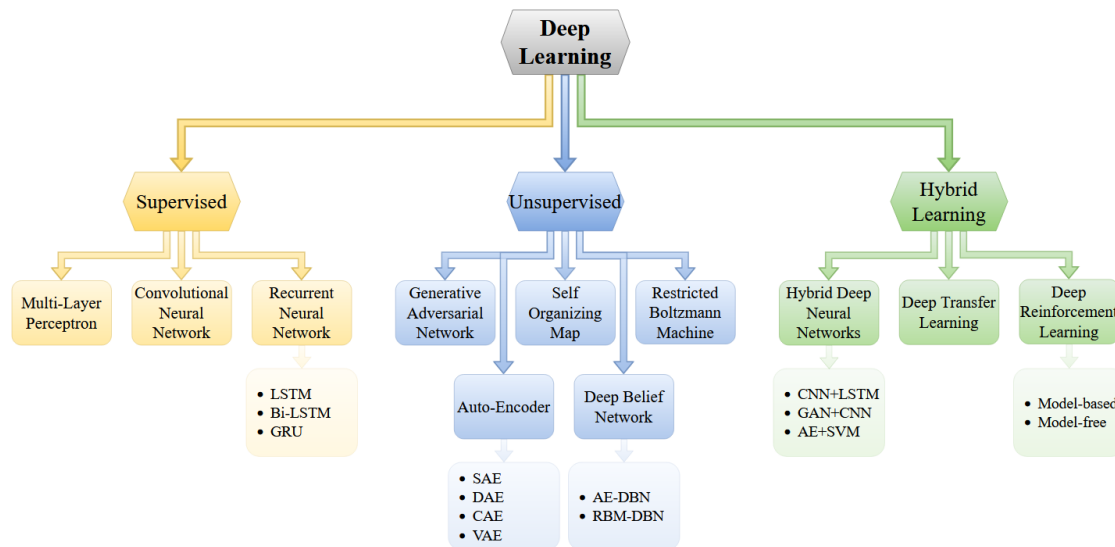 Deep
Learning
Supervised
Unsupervised
Hybrid
Learning
Multi-Layer
Perceptron
Convolutional
Neural
Network
Recurrent
Neural
Network
Generative
Adversarial
Network
Self
Organizing
Map
Restricted
Boltzmann
Machine
Hybrid Deep
Neural
Networks
Deep Transfer
Learning
Deep
Reinforcement
Learning
• LSTM
• Bi-LSTM
• GRU
Auto-Encoder
Deep Belief
Network
• CNN+LSTM
• GAN+CNN
• AE+SVM
• Model-based
• Model-free
• SAE
• DAE
• CAE
• VAE
• AE-DBN
• RBM-DBN